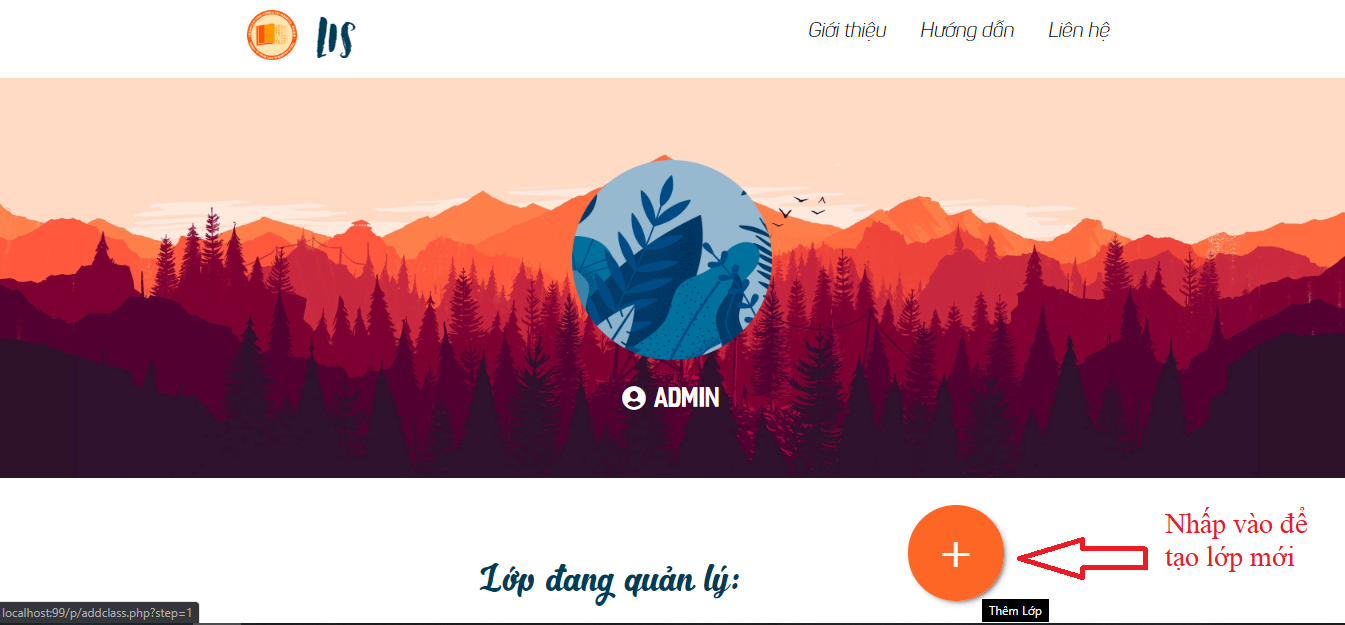 LIS
Giới thiệu
Hướng dẫn
Liên hệ
ADMIN
Nhấp vào để
tạo lớp mới
Lớp đang quản lý:
Thêm Lớp
localhost:99/p/addclass.php?step=1